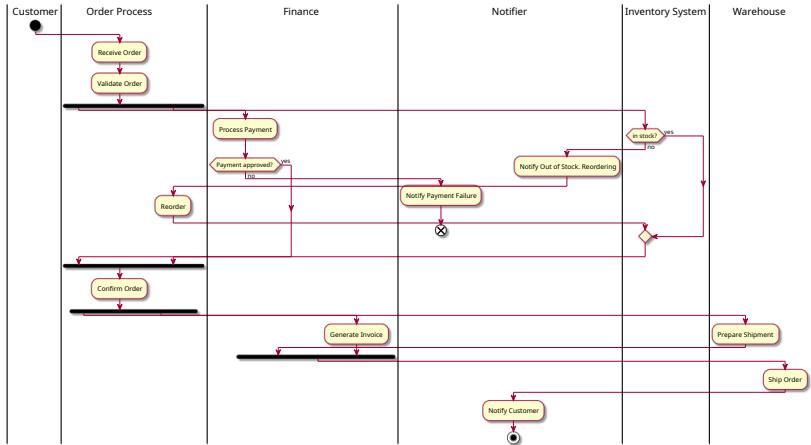 Customer
Order Process
Finance
Notifier
Inventory System
Warehouse
Receive Order
Validate Order
Process Payment
in stock?
yes
no
Payment approved?
yes
no
Notify Out of Stock. Reordering
Notify Payment Failure
Reorder
Confirm Order
Generate Invoice
Prepare Shipment
Ship Order
Notify Customer